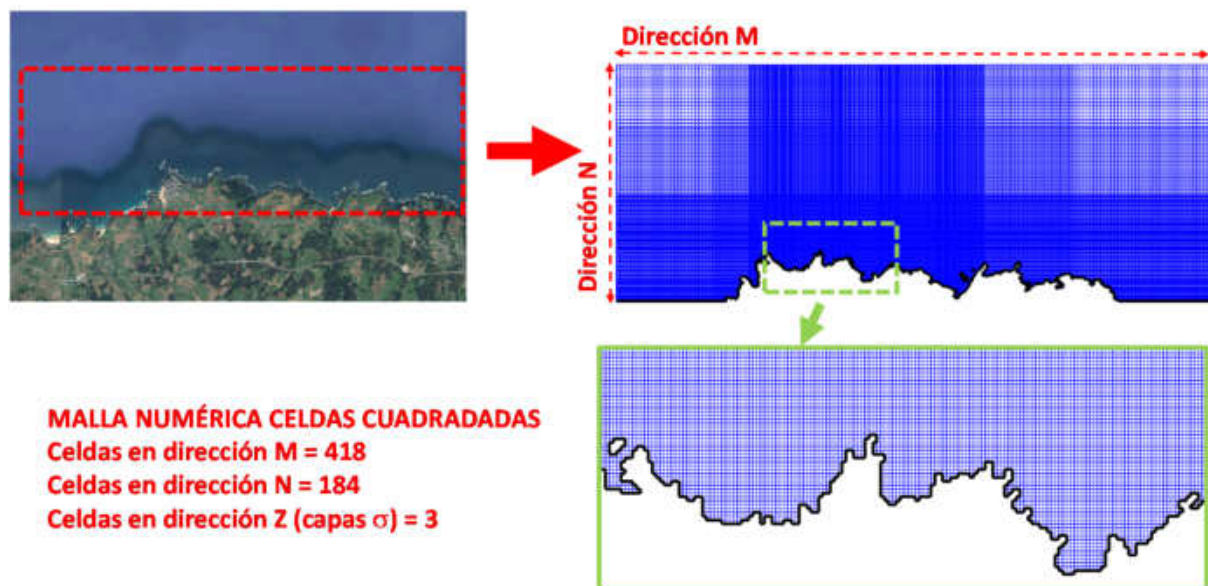 Dirección M
Dirección N
MALLA NUMÉRICA CELDAS CUADRADADAS
Celdas en dirección M = 418
Celdas en dirección N = 184
Celdas en dirección Z (capas σ) = 3